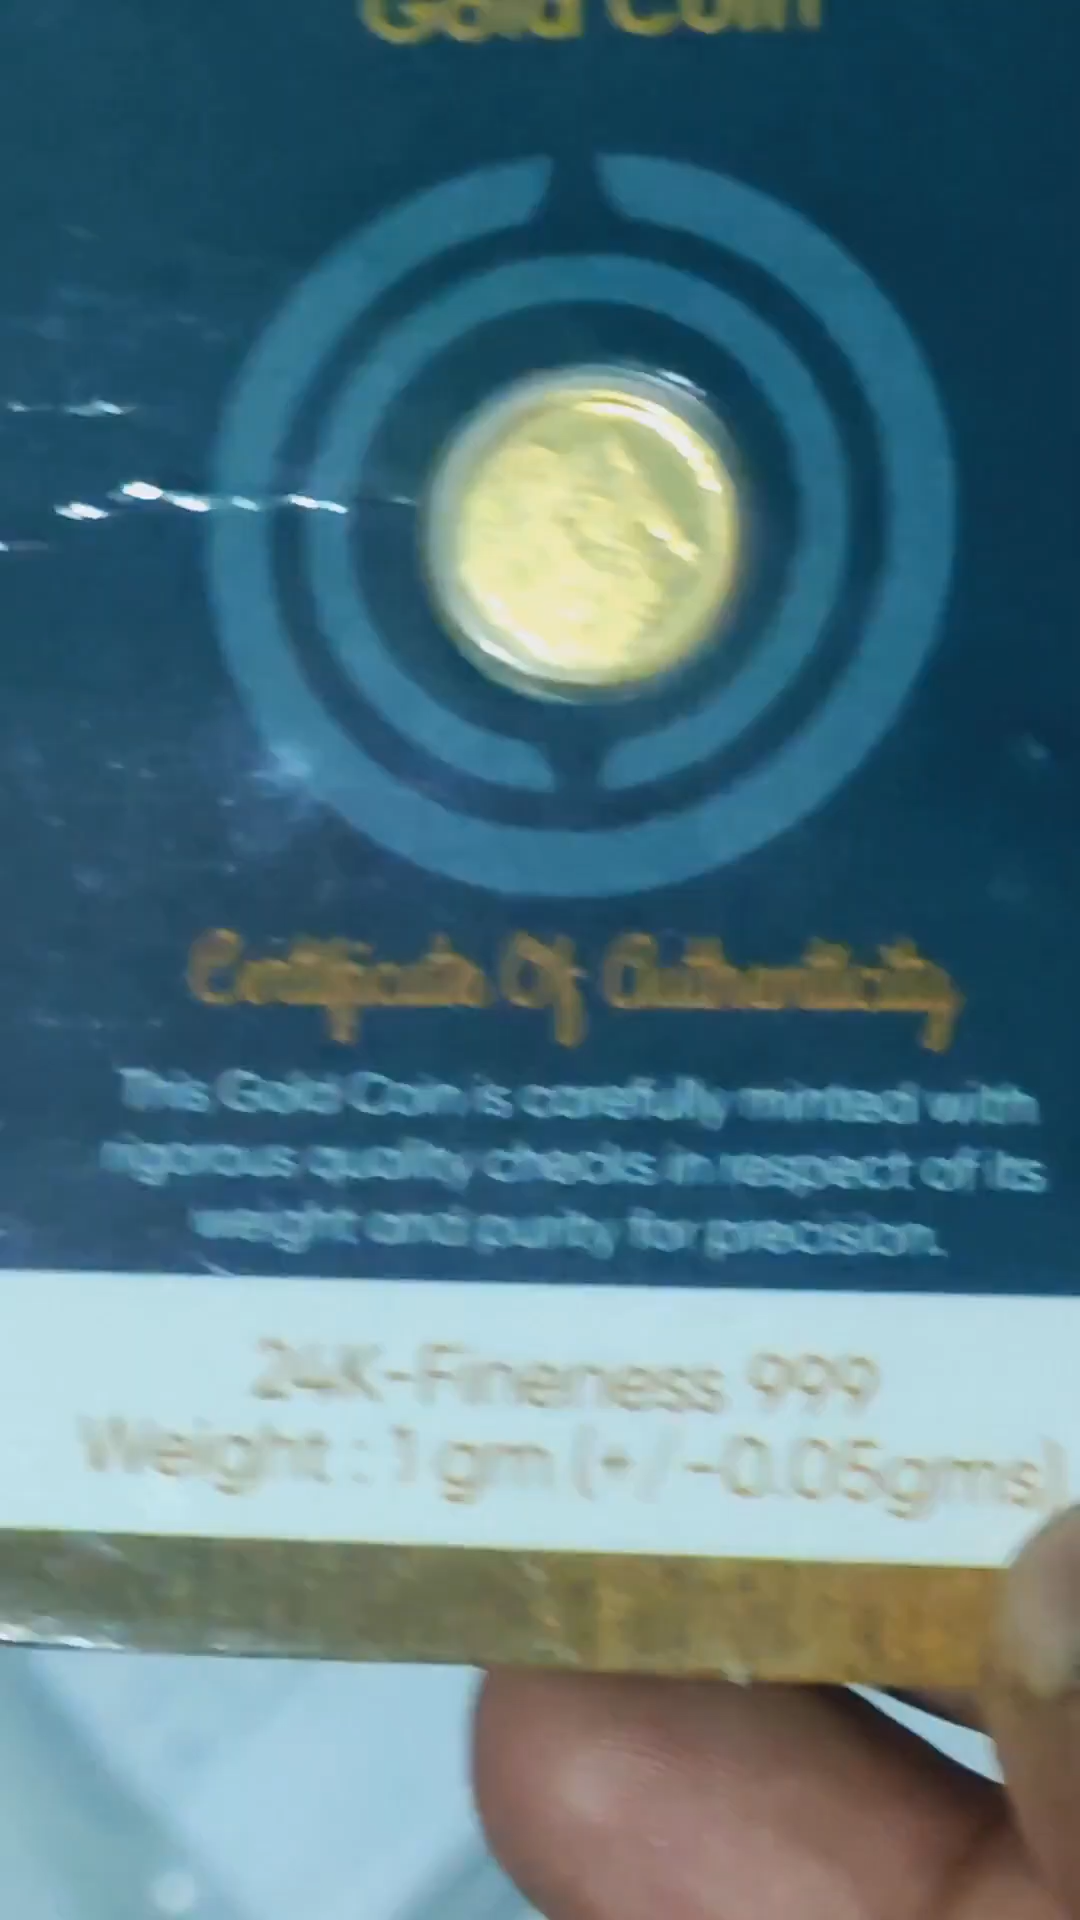 Gold Coin
Certificate Of Authenticity
This Gold Coin is carefully minted with
rigorous quality checks in respect of its
weight and purity for precision.
24K-Fineness 999
Weight : 1 gm (+/-0.05gms)